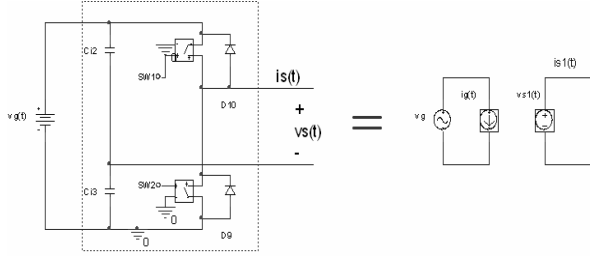 Ci2
SW1
D10
is(t)
+
vs(t)
-
vg(t)
+
-
Ci3
SW2
0
0
D9
=
vg
ig(t)
vs1(t)
is1(t)
+
-